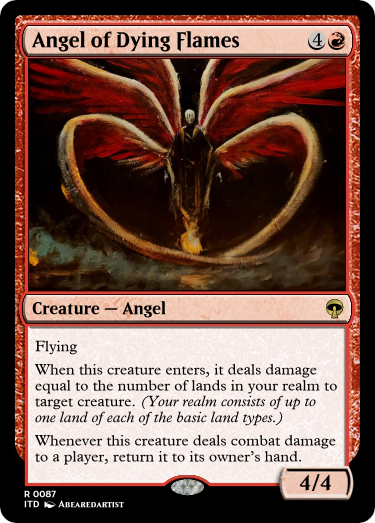 Angel of Dying Flames 4
Creature — Angel
Flying
When this creature enters, it deals damage
equal to the number of lands in your realm to
target creature. (Your realm consists of up to
one land of each of the basic land types.)
Whenever this creature deals combat damage
to a player, return it to its owner's hand.
4/4
R 0087
ITD Abearedartist